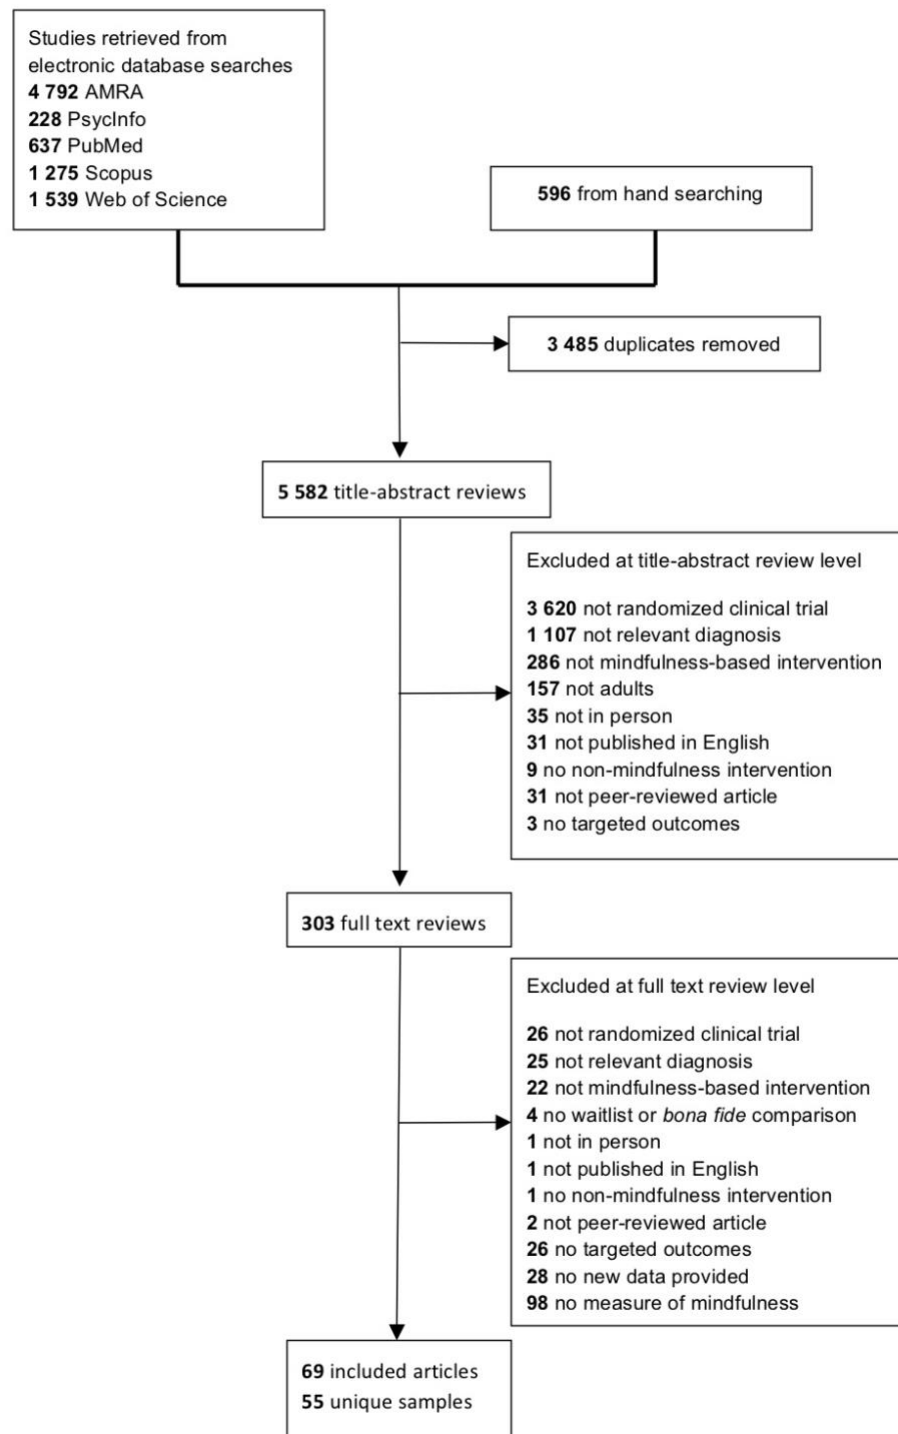 Studies retrieved from
electronic database searches
4 792 AMRA
228 PsycInfo
637 PubMed
1 275 Scopus
1 539 Web of Science
596 from hand searching
3 485 duplicates removed
5 582 title-abstract reviews
Excluded at title-abstract review level
3 620 not randomized clinical trial
1 107 not relevant diagnosis
286 not mindfulness-based intervention
157 not adults
35 not in person
31 not published in English
9 no non-mindfulness intervention
31 not peer-reviewed article
3 no targeted outcomes
303 full text reviews
Excluded at full text review level
26 not randomized clinical trial
25 not relevant diagnosis
22 not mindfulness-based intervention
4 no waitlist or bona fide comparison
1 not in person
1 not published in English
1 no non-mindfulness intervention
2 not peer-reviewed article
26 no targeted outcomes
28 no new data provided
98 no measure of mindfulness
69 included articles
55 unique samples